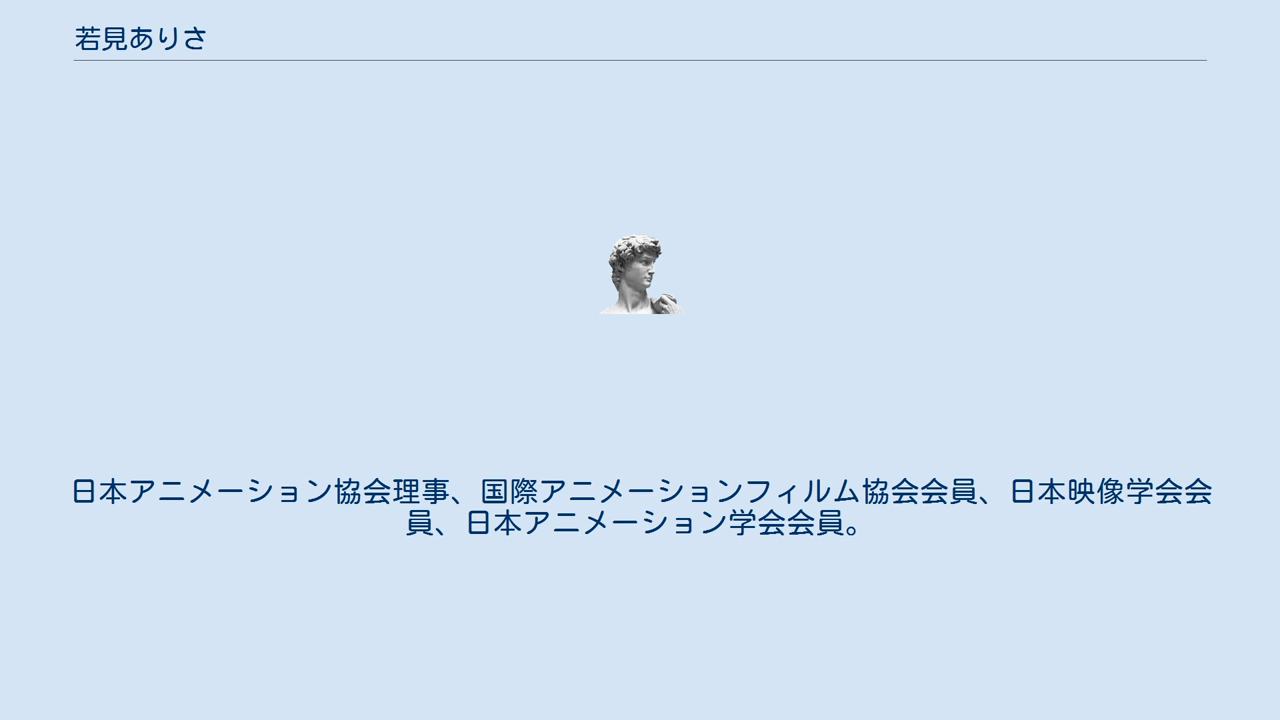 若見ありさ
日本アニメーション協会理事、国際アニメーションフィルム協会会員、日本映像学会会
員、日本アニメーション学会会員。